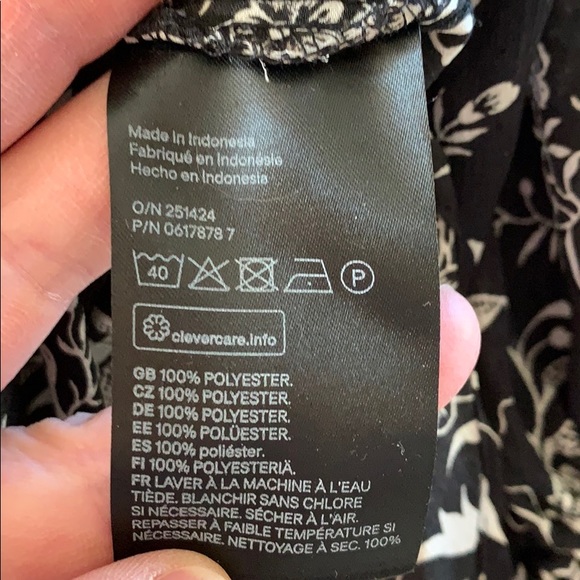 Made in Indonesia
Fabriqué en Indonésie
Hecho en Indonesia
O/N 251424
P/N 0617878 7
40 P
clevercare.info
GB 100% POLYESTER.
CZ 100% POLYESTER.
DE 100% POLYESTER.
EE 100% POLÜESTER.
ES 100% poliéster.
FI 100% POLYESTERIÄ.
FR LAVER À LA MACHINE À L'EAU
TIÈDE. BLANCHIR SANS CHLORE
SI NÉCESSAIRE. SÉCHER À L'AIR.
REPASSER À FAIBLE TEMPÉRATURE SI
NÉCESSAIRE. NETTOYAGE À SEC. 100%